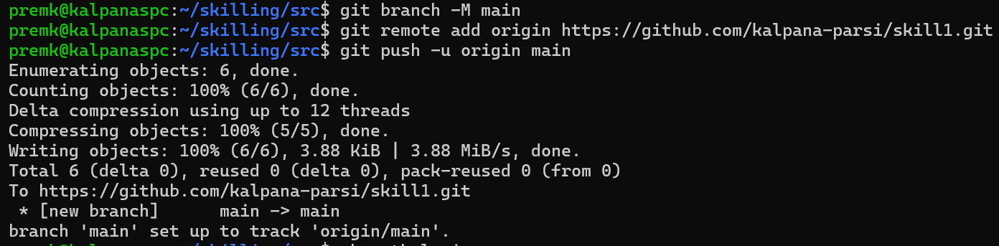 premk@kalpanaspc:~/skilling/src$ git branch -M main
premk@kalpanaspc:~/skilling/src$ git remote add origin https://github.com/kalpana-parsi/skill1.git
premk@kalpanaspc:~/skilling/src$ git push -u origin main
Enumerating objects: 6, done.
Counting objects: 100% (6/6), done.
Delta compression using up to 12 threads
Compressing objects: 100% (5/5), done.
Writing objects: 100% (6/6), 3.88 KiB | 3.88 MiB/s, done.
Total 6 (delta 0), reused 0 (delta 0), pack-reused 0 (from 0)
To https://github.com/kalpana-parsi/skill1.git
 * [new branch]      main -> main
branch 'main' set up to track 'origin/main'.